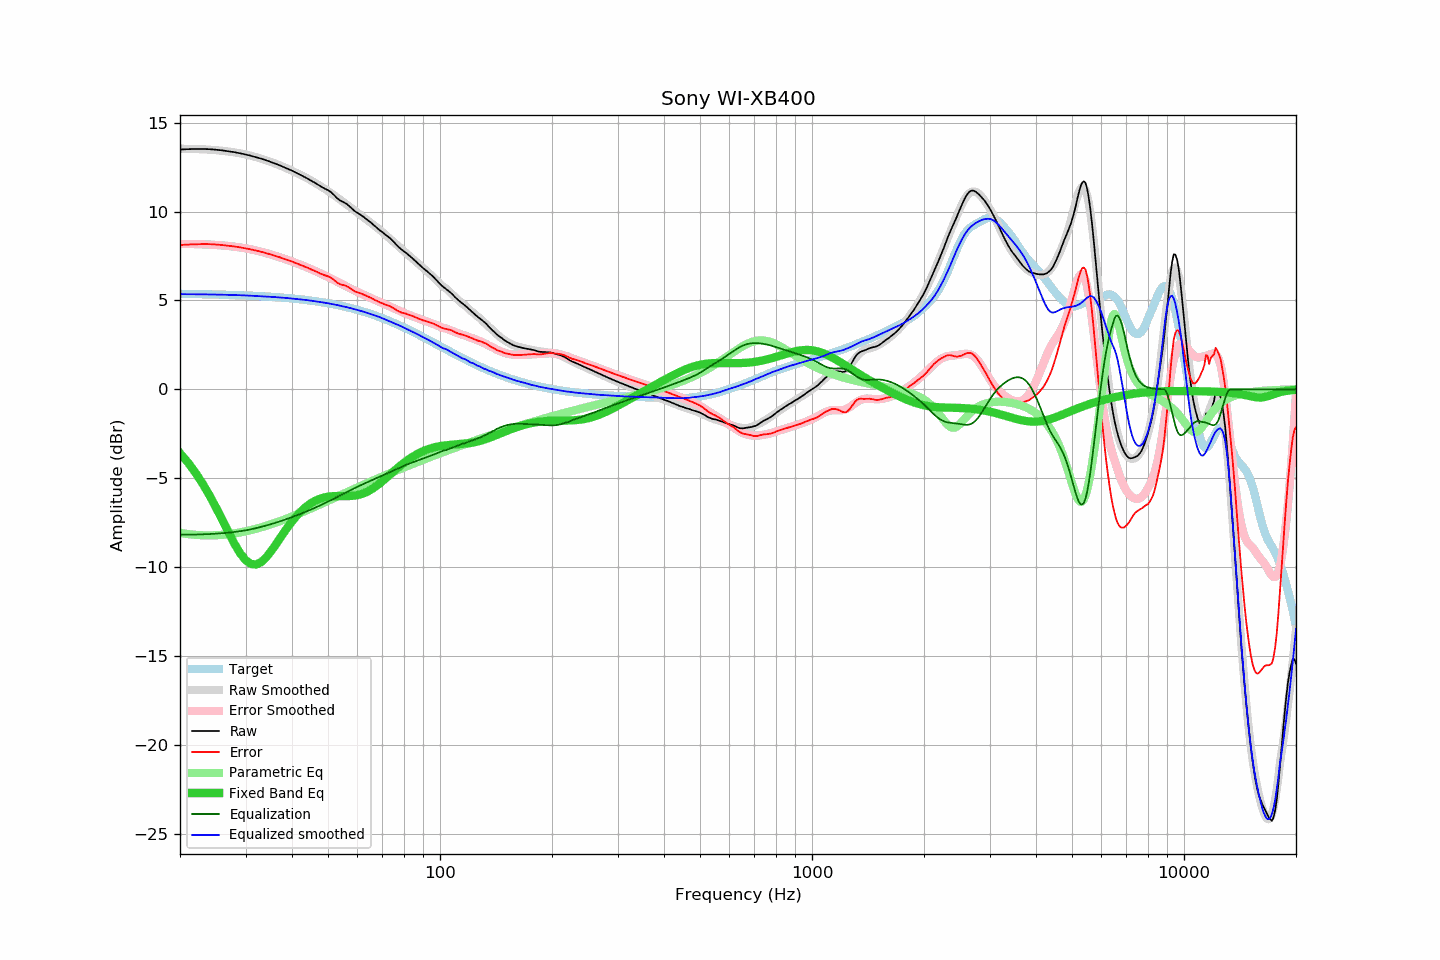 Sony WI-XB400
15
10
5
0
−5
−10
−15
−20
−25
Amplitude (dBr)
Target
Raw Smoothed
Error Smoothed
Raw
Error
Parametric Eq
Fixed Band Eq
Equalization
Equalized smoothed
100 1000 10000
Frequency (Hz)